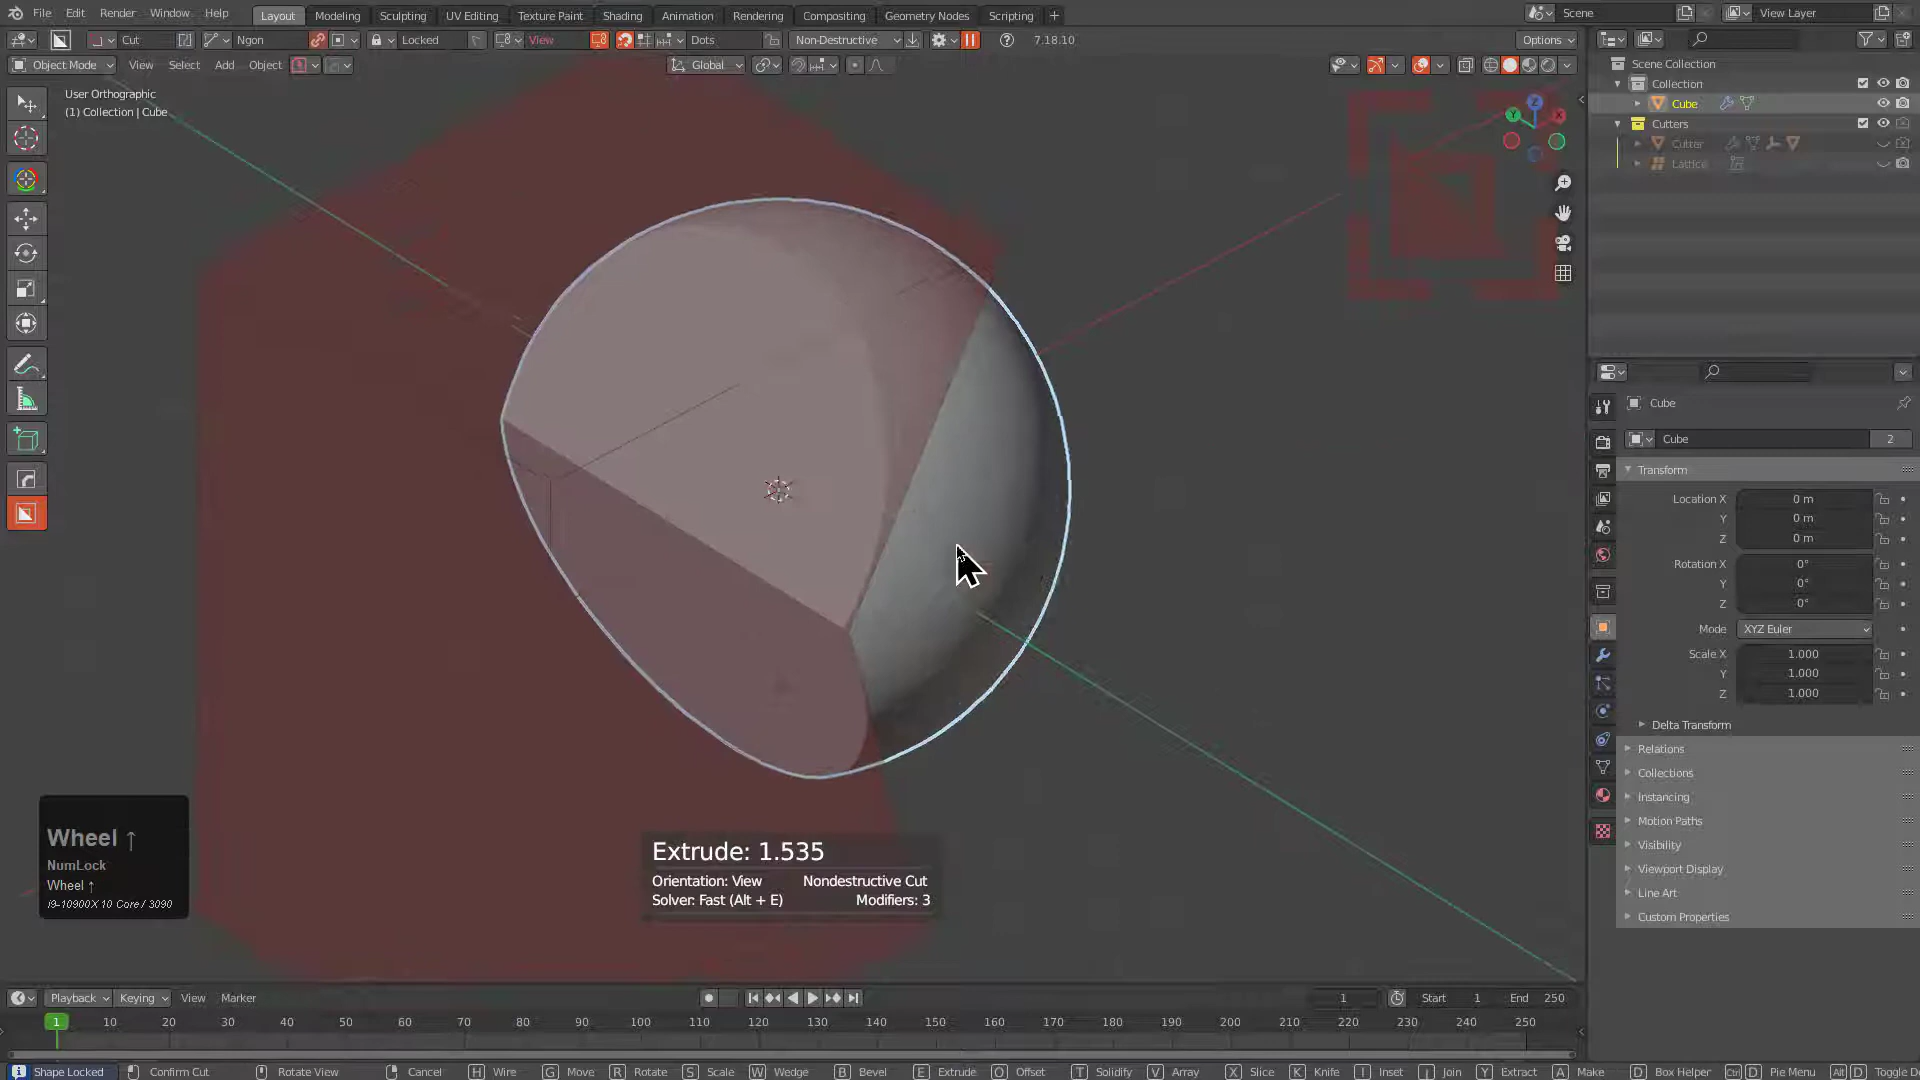 File Edit Render Window Help Layout Modeling Sculpting UV Editing Texture Paint Shading Animation Rendering Compositing Geometry Nodes Scripting + Scene View Layer
Cut Ngon Locked View Dots Non-Destructive 7.18.10 Options
Object Mode View Select Add Object Global
User Orthographic
(1) Collection | Cube
Scene Collection
Collection
Cube
Cutters
Cutter
Lattice
Cube
Cube 2
Transform
Location X 0 m
Y 0 m
Z 0 m
Rotation X 0°
Y 0°
Z 0°
Mode XYZ Euler
Scale X 1.000
Y 1.000
Z 1.000
Delta Transform
Relations
Collections
Instancing
Motion Paths
Visibility
Viewport Display
Line Art
Custom Properties
Wheel ↑
NumLock
Wheel ↑
i9-10900X 10 Core / 3090
Extrude: 1.535
Orientation: View Nondestructive Cut
Solver: Fast (Alt + E) Modifiers: 3
Playback Keying View Marker 1 Start 1 End 250
1 10 20 30 40 50 60 70 80 90 100 110 120 130 140 150 160 170 180 190 200 210 220 230 240 250
Shape Locked Confirm Cut Rotate View Cancel H Wire G Move R Rotate S Scale W Wedge B Bevel E Extrude O Offset T Solidify V Array X Slice K Knife I Inset J Join Y Extract A Make D Box Helper Ctrl D Pie Menu Alt D Toggle Do